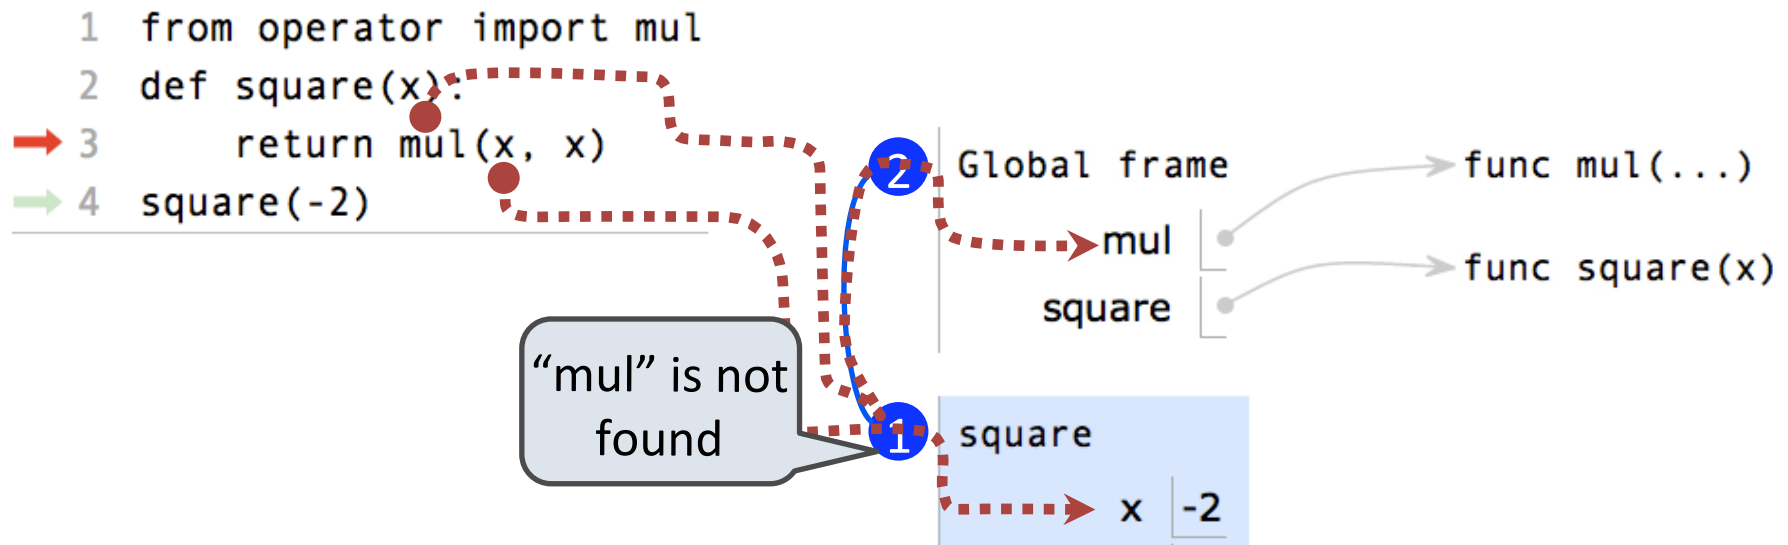 1 from operator import mul
2 def square(x):
3 return mul(x, x)
4 square(-2)
2 Global frame
mul
square
func mul(...)
func square(x)
“mul” is not
found
1 square
x -2